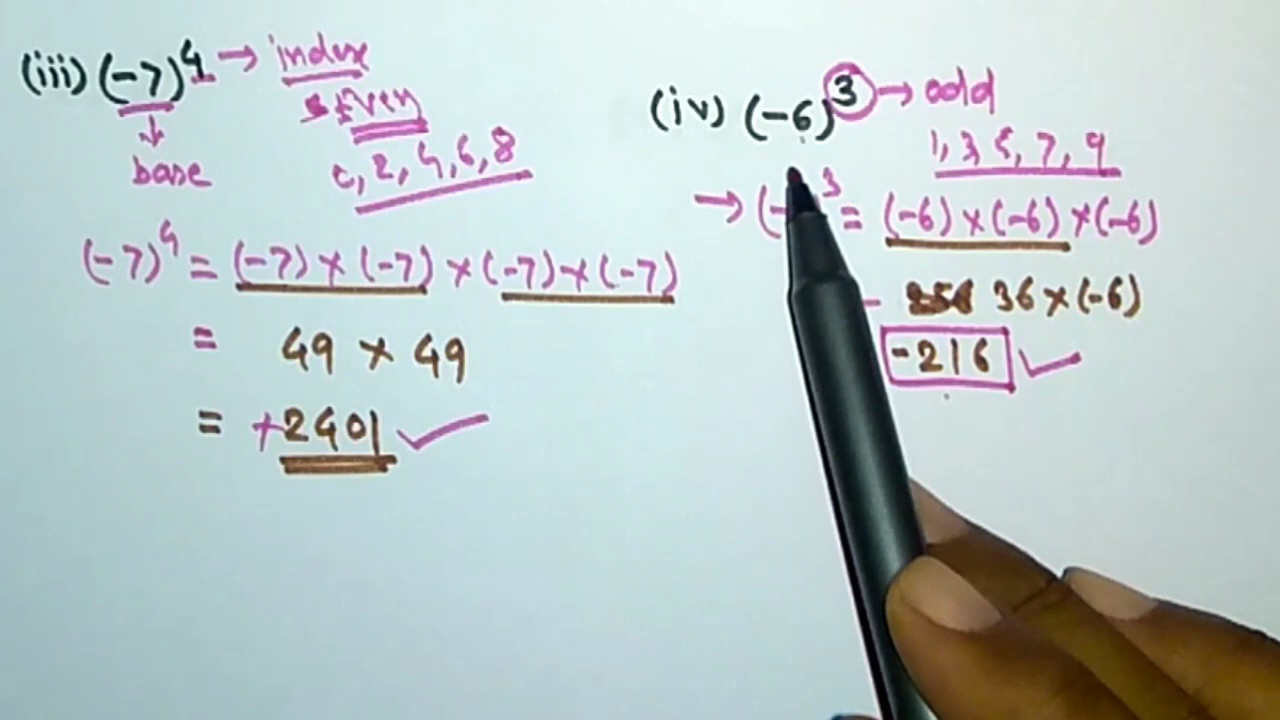 (iii) (-7)⁴ → index
Even
base
0, 2, 4, 6, 8
(-7)⁴ = (-7) × (-7) × (-7) × (-7)
= 49 × 49
= +2401 ✓
(iv) (-6)³ → odd
1, 3, 5, 7, 9
→ (- ³ = (-6) × (-6) × (-6)
36 × (-6)
-216 ✓